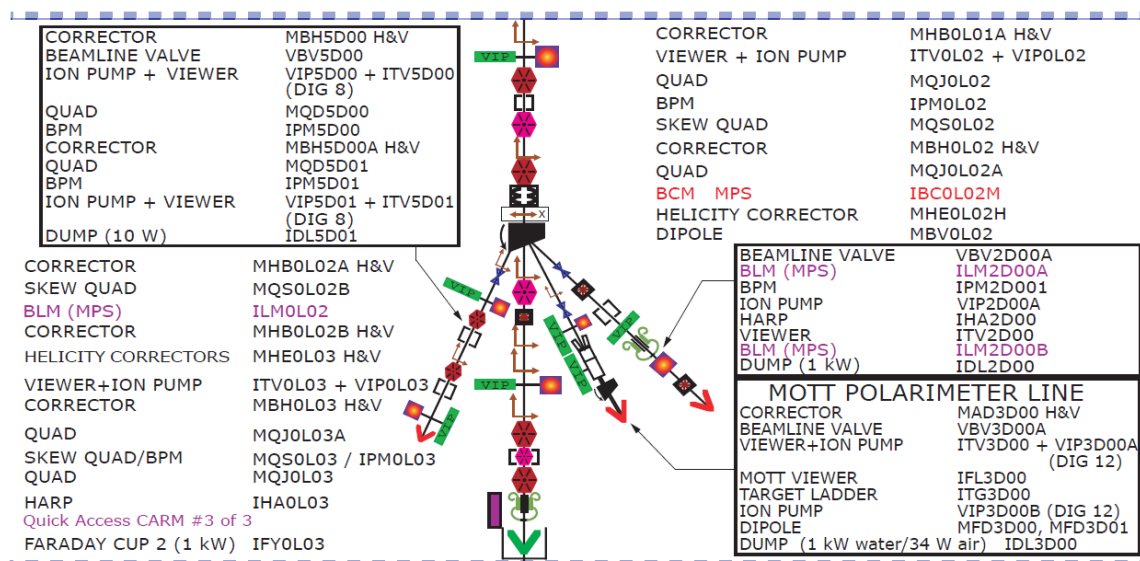 CORRECTOR MBH5D00 H&V
BEAMLINE VALVE VBV5D00
ION PUMP + VIEWER VIP5D00 + ITV5D00
(DIG 8)
QUAD MQD5D00
BPM IPM5D00
CORRECTOR MBH5D00A H&V
QUAD MQD5D01
BPM IPM5D01
ION PUMP + VIEWER VIP5D01 + ITV5D01
(DIG 8)
DUMP (10 W) IDL5D01
CORRECTOR MHB0L02A H&V
SKEW QUAD MQS0L02B
BLM (MPS) ILM0L02
CORRECTOR MHB0L02B H&V
HELICITY CORRECTORS MHE0L03 H&V
VIEWER+ION PUMP ITV0L03 + VIP0L03
CORRECTOR MBH0L03 H&V
QUAD MQJ0L03A
SKEW QUAD/BPM MQS0L03 / IPM0L03
QUAD MQJ0L03
HARP IHA0L03
Quick Access CARM #3 of 3
FARADAY CUP 2 (1 kW) IFY0L03
VIP
X
VIP
VIP
VIP
VIP
VIP
VIP
VIP
CORRECTOR MHB0L01A H&V
VIEWER + ION PUMP ITV0L02 + VIP0L02
QUAD MQJ0L02
BPM IPM0L02
SKEW QUAD MQS0L02
CORRECTOR MBH0L02 H&V
QUAD MQJ0L02A
BCM MPS IBC0L02M
HELICITY CORRECTOR MHE0L02H
DIPOLE MBV0L02
BEAMLINE VALVE VBV2D00A
BLM (MPS) ILM2D00A
BPM IPM2D001
ION PUMP VIP2D00A
HARP IHA2D00
VIEWER ITV2D00
BLM (MPS) ILM2D00B
DUMP (1 kW) IDL2D00
MOTT POLARIMETER LINE
CORRECTOR MAD3D00 H&V
BEAMLINE VALVE VBV3D00A
VIEWER+ION PUMP ITV3D00 + VIP3D00A
(DIG 12)
MOTT VIEWER IFL3D00
TARGET LADDER ITG3D00
ION PUMP VIP3D00B (DIG 12)
DIPOLE MFD3D00, MFD3D01
DUMP (1 kW water/34 W air) IDL3D00